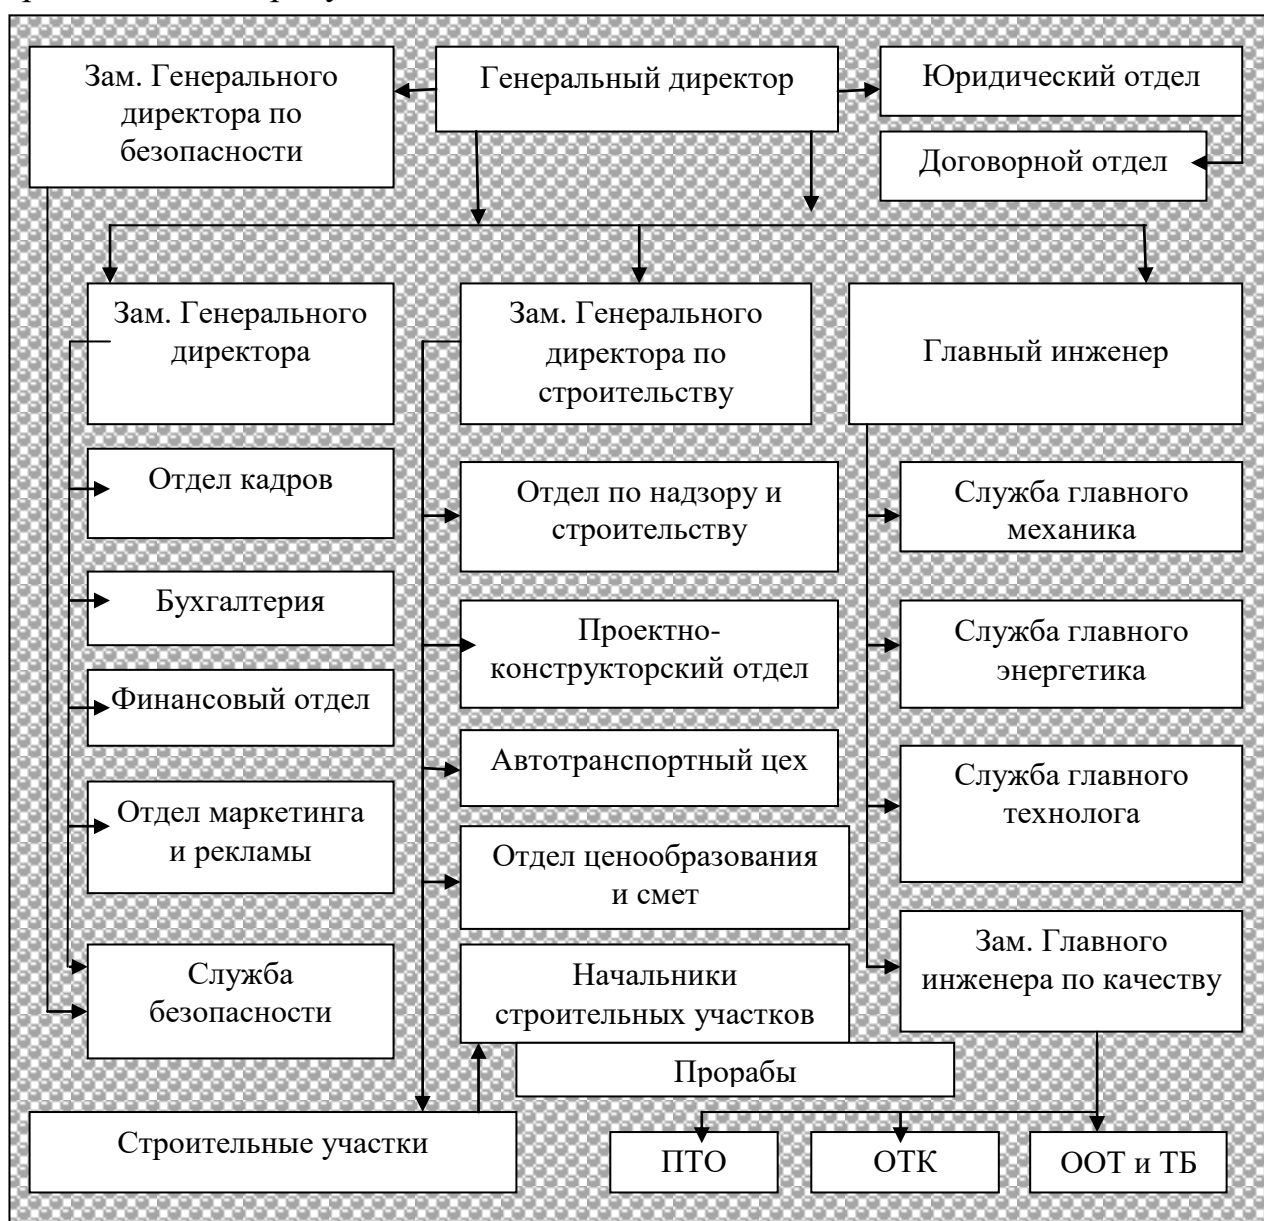 Зам. Генерального
директора по
безопасности
Генеральный директор
Юридический отдел
Договорной отдел
Зам. Генерального
директора
Зам. Генерального
директора по
строительству
Главный инженер
Отдел кадров
Бухгалтерия
Финансовый отдел
Отдел маркетинга
и рекламы
Служба
безопасности
Отдел по надзору и
строительству
Проектно-
конструкторский отдел
Автотранспортный цех
Отдел ценообразования
и смет
Начальники
строительных участков
Прорабы
Строительные участки
Служба главного
механика
Служба главного
энергетика
Служба главного
технолога
Зам. Главного
инженера по качеству
ПТО
ОТК
ООТ и ТБ